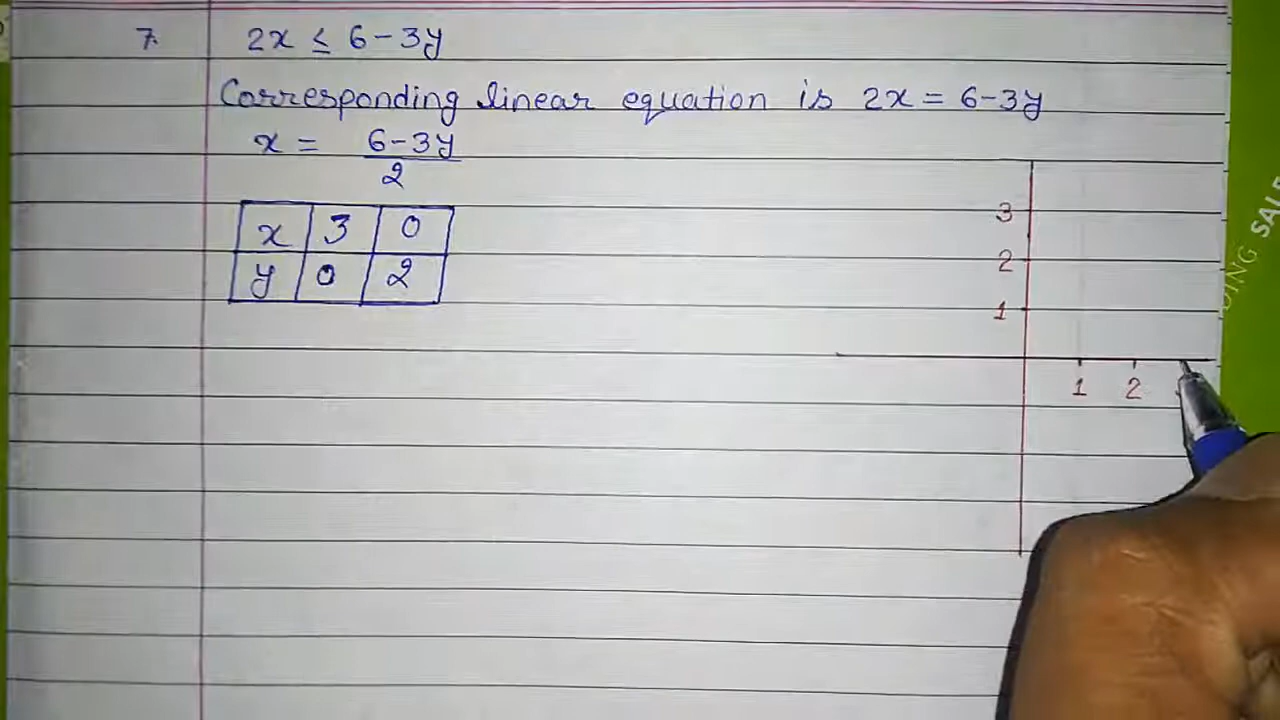 7. 2x ≤ 6-3y
Corresponding linear equation is 2x = 6-3y
x = 6-3y
2
x 3 0
y 0 2
3
2
1
1 2
SALE